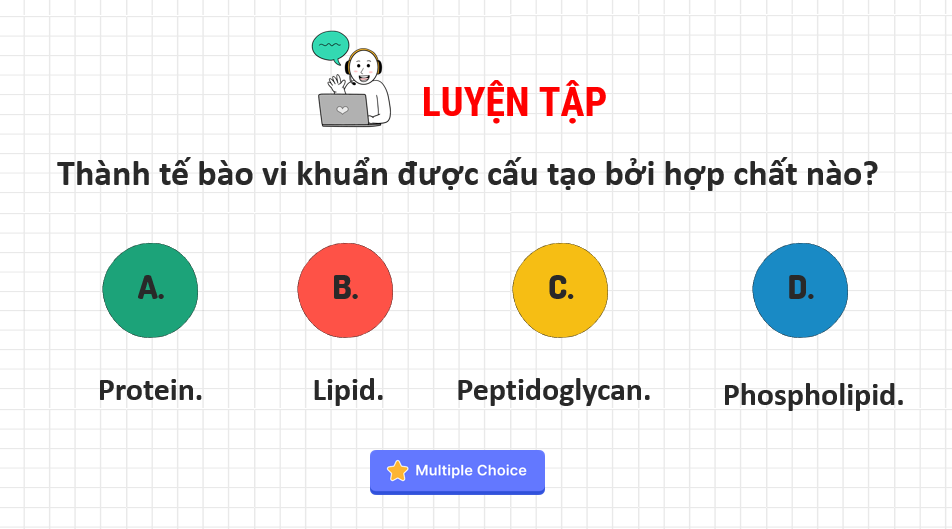 LUYỆN TẬP
Thành tế bào vi khuẩn được cấu tạo bởi hợp chất nào?
A.
B.
C.
D.
Protein.
Lipid.
Peptidoglycan.
Phospholipid.
Multiple Choice